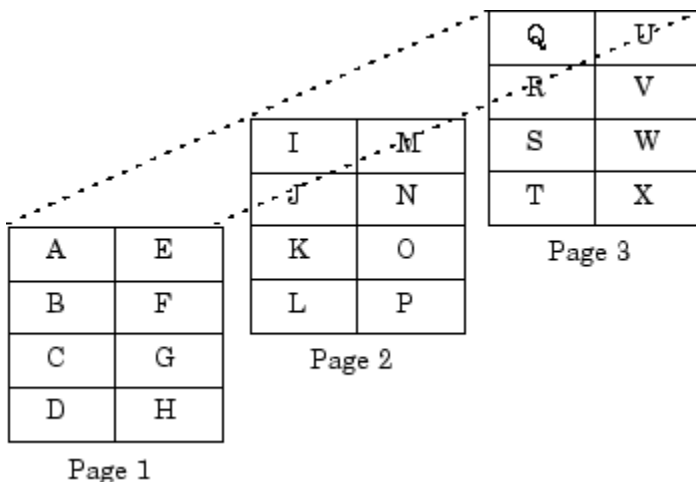 Q U
R V
S W
T X
Page 3
I M
J N
K O
L P
Page 2
A E
B F
C G
D H
Page 1